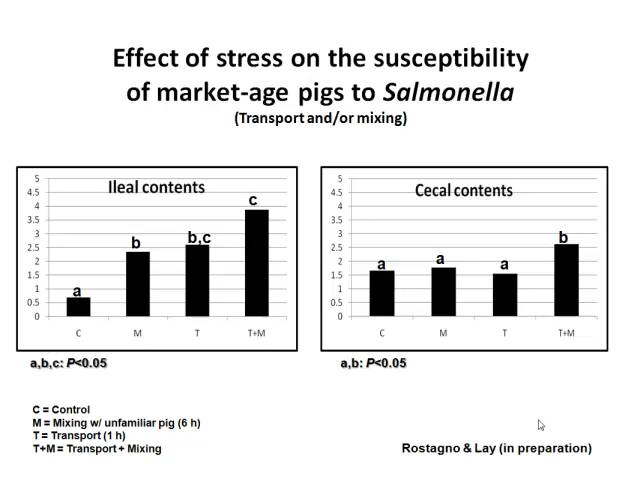 Effect of stress on the susceptibility
of market-age pigs to Salmonella
(Transport and/or mixing)
Ileal contents
5
4.5
4
3.5
3
2.5
2
1.5
1
0.5
0
a
b
b,c
c
C M T T+M
a,b,c: P<0.05
Cecal contents
5
4.5
4
3.5
3
2.5
2
1.5
1
0.5
0
a
a
a
b
C M T T+M
a,b: P<0.05
C = Control
M = Mixing w/ unfamiliar pig (6 h)
T = Transport (1 h)
T+M = Transport + Mixing
Rostagno & Lay (in preparation)